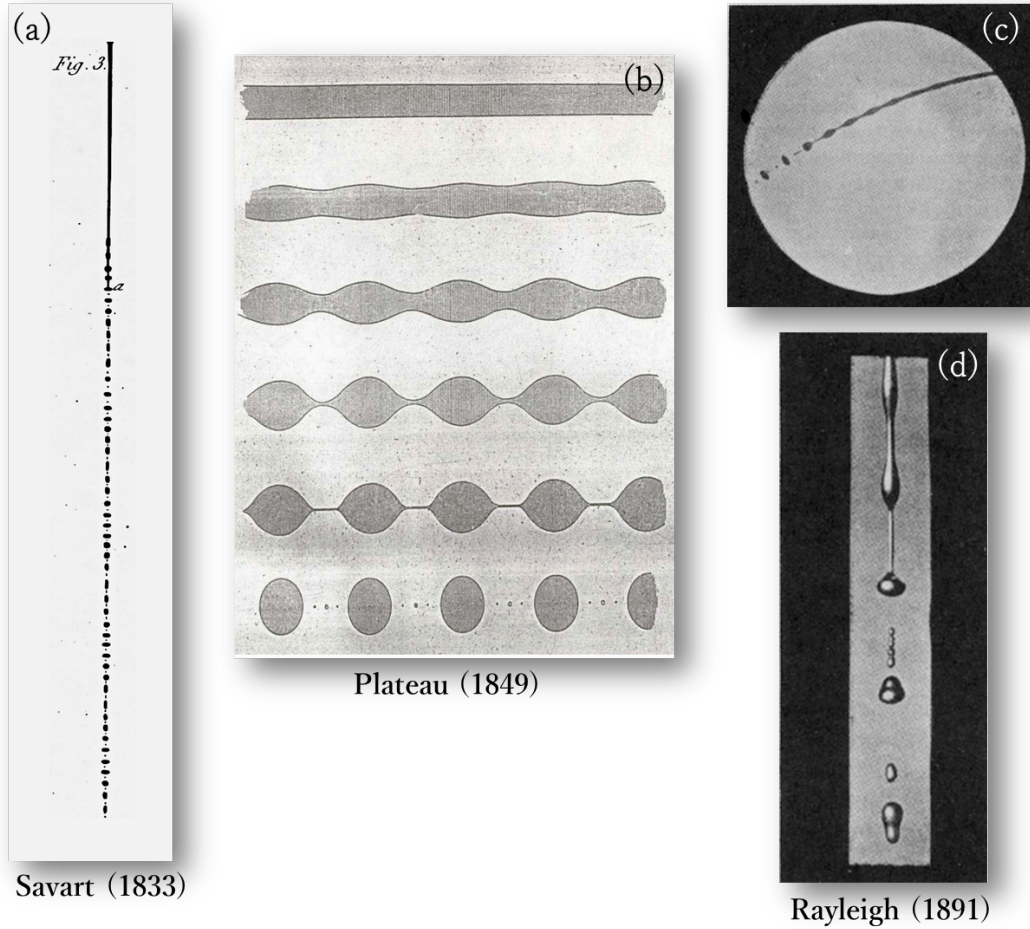 (a)
Fig. 3.
a
Savart (1833)
(b)
Plateau (1849)
(c)
(d)
Rayleigh (1891)